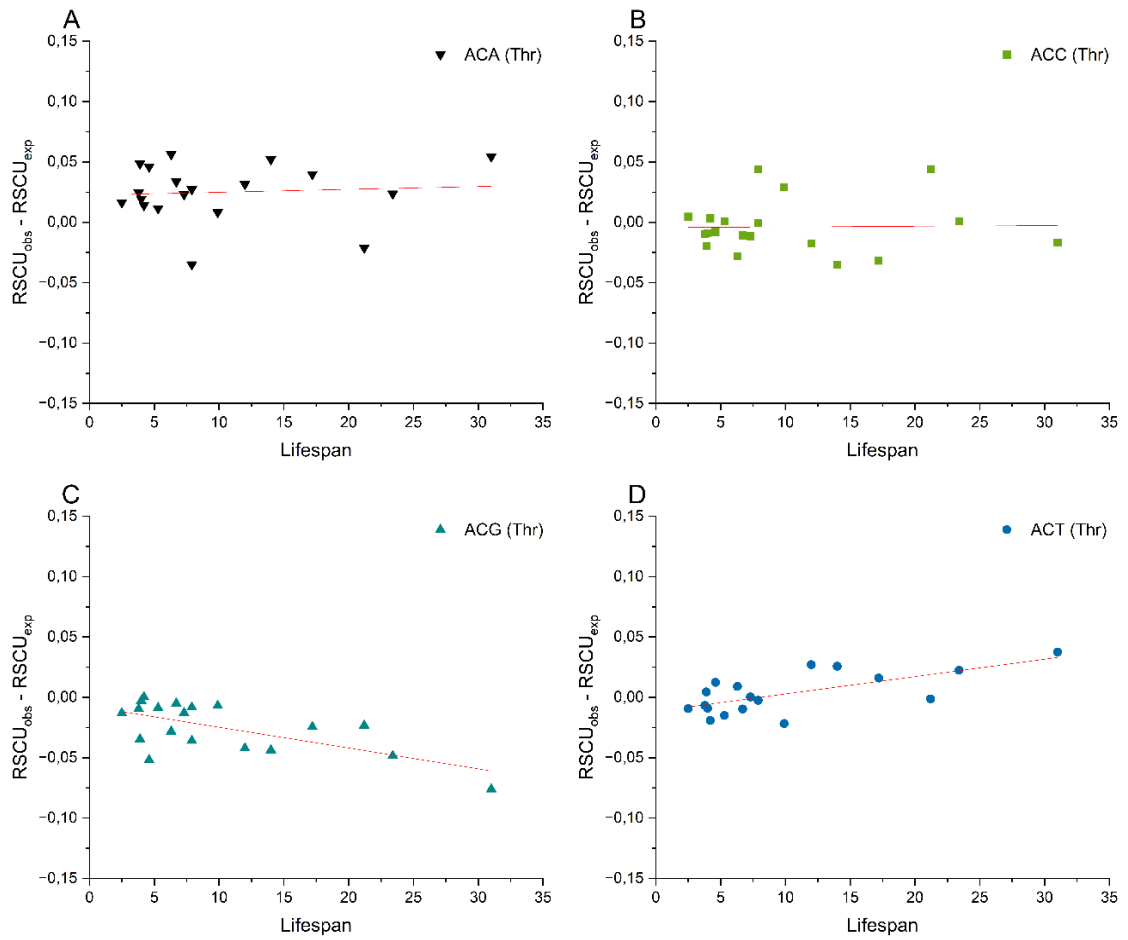 A
B
0,15
0,10
0,05
0,00
−0,05
−0,10
−0,15
RSCUobs - RSCUexp
ACA (Thr)
0 5 10 15 20 25 30 35
Lifespan
0,15
0,10
0,05
0,00
−0,05
−0,10
−0,15
RSCUobs - RSCUexp
ACC (Thr)
0 5 10 15 20 25 30 35
Lifespan
C
D
0,15
0,10
0,05
0,00
−0,05
−0,10
−0,15
RSCUobs - RSCUexp
ACG (Thr)
0 5 10 15 20 25 30 35
Lifespan
0,15
0,10
0,05
0,00
−0,05
−0,10
−0,15
RSCUobs - RSCUexp
ACT (Thr)
0 5 10 15 20 25 30 35
Lifespan